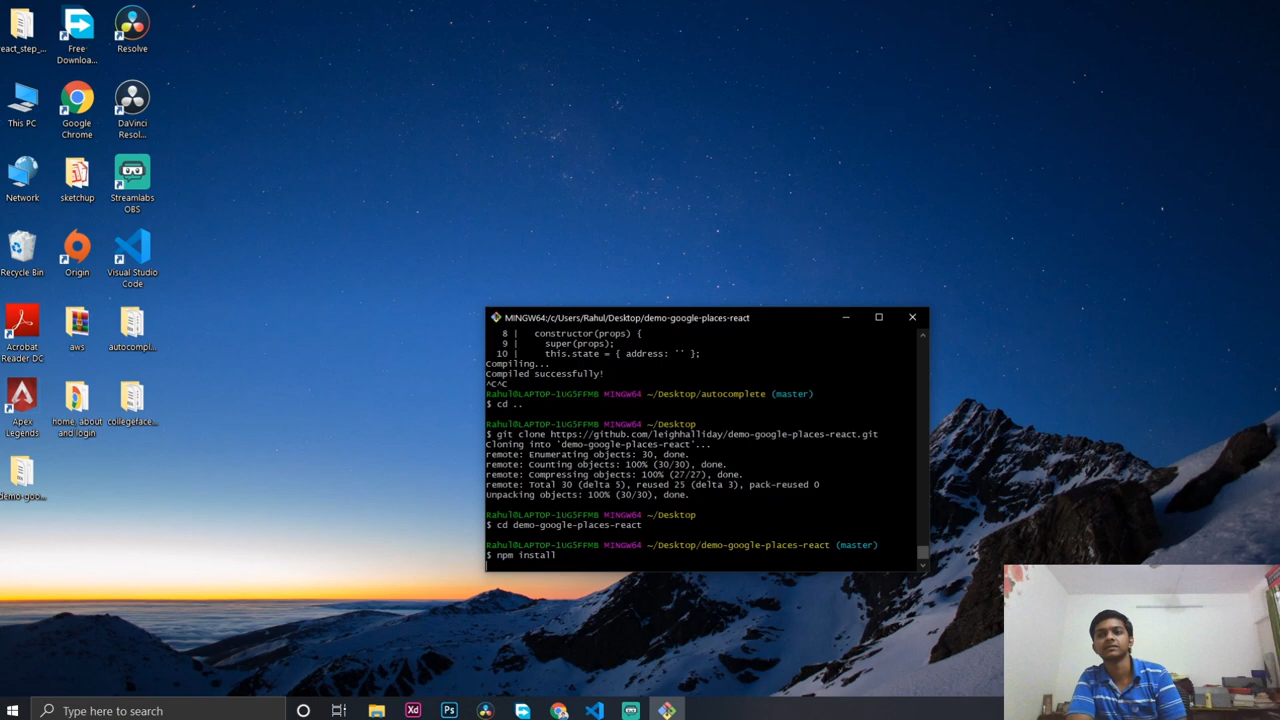 react_step_...
Free
Downloa...
Resolve
This PC
Google
Chrome
DaVinci
Resol...
Network
sketchup
Streamlabs
OBS
Recycle Bin
Origin
Visual Studio
Code
Acrobat
Reader DC
aws
autocompl...
Apex
Legends
home, about
and login
collegeface...
demo-goo...
MINGW64:/c/Users/Rahul/Desktop/demo-google-places-react
8 |   constructor(props) {
9 |     super(props);
10 |     this.state = { address: '' };
Compiling...
Compiled successfully!
^C^C
Rahul@LAPTOP-1UG5FFMB MINGW64 ~/Desktop/autocomplete (master)
$ cd ..
Rahul@LAPTOP-1UG5FFMB MINGW64 ~/Desktop
$ git clone https://github.com/leighhalliday/demo-google-places-react.git
Cloning into 'demo-google-places-react'...
remote: Enumerating objects: 30, done.
remote: Counting objects: 100% (30/30), done.
remote: Compressing objects: 100% (27/27), done.
remote: Total 30 (delta 5), reused 25 (delta 3), pack-reused 0
Unpacking objects: 100% (30/30), done.
Rahul@LAPTOP-1UG5FFMB MINGW64 ~/Desktop
$ cd demo-google-places-react
Rahul@LAPTOP-1UG5FFMB MINGW64 ~/Desktop/demo-google-places-react (master)
$ npm install
Type here to search
Xd
Ps